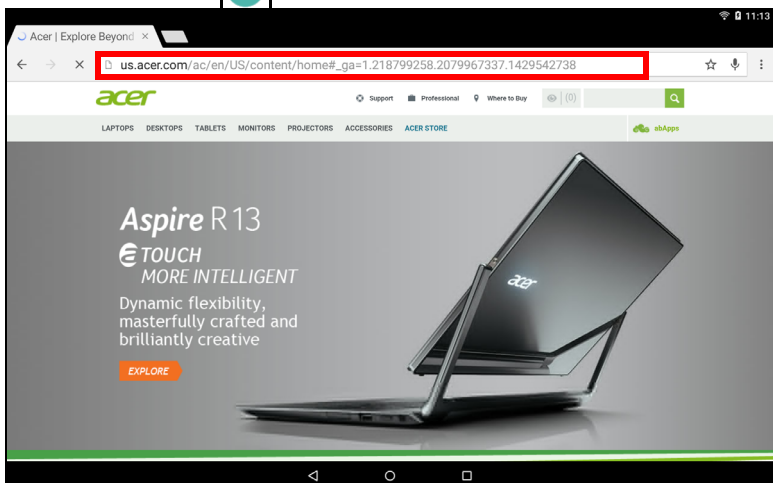 11:13
Acer | Explore Beyond
us.acer.com/ac/en/US/content/home#_ga=1.218799258.2079967337.1429542738
acer Support Professional Where to Buy (0)
LAPTOPS DESKTOPS TABLETS MONITORS PROJECTORS ACCESSORIES ACER STORE abApps
Aspire R 13
TOUCH
MORE INTELLIGENT
acer
Dynamic flexibility,
masterfully crafted and
brilliantly creative
EXPLORE